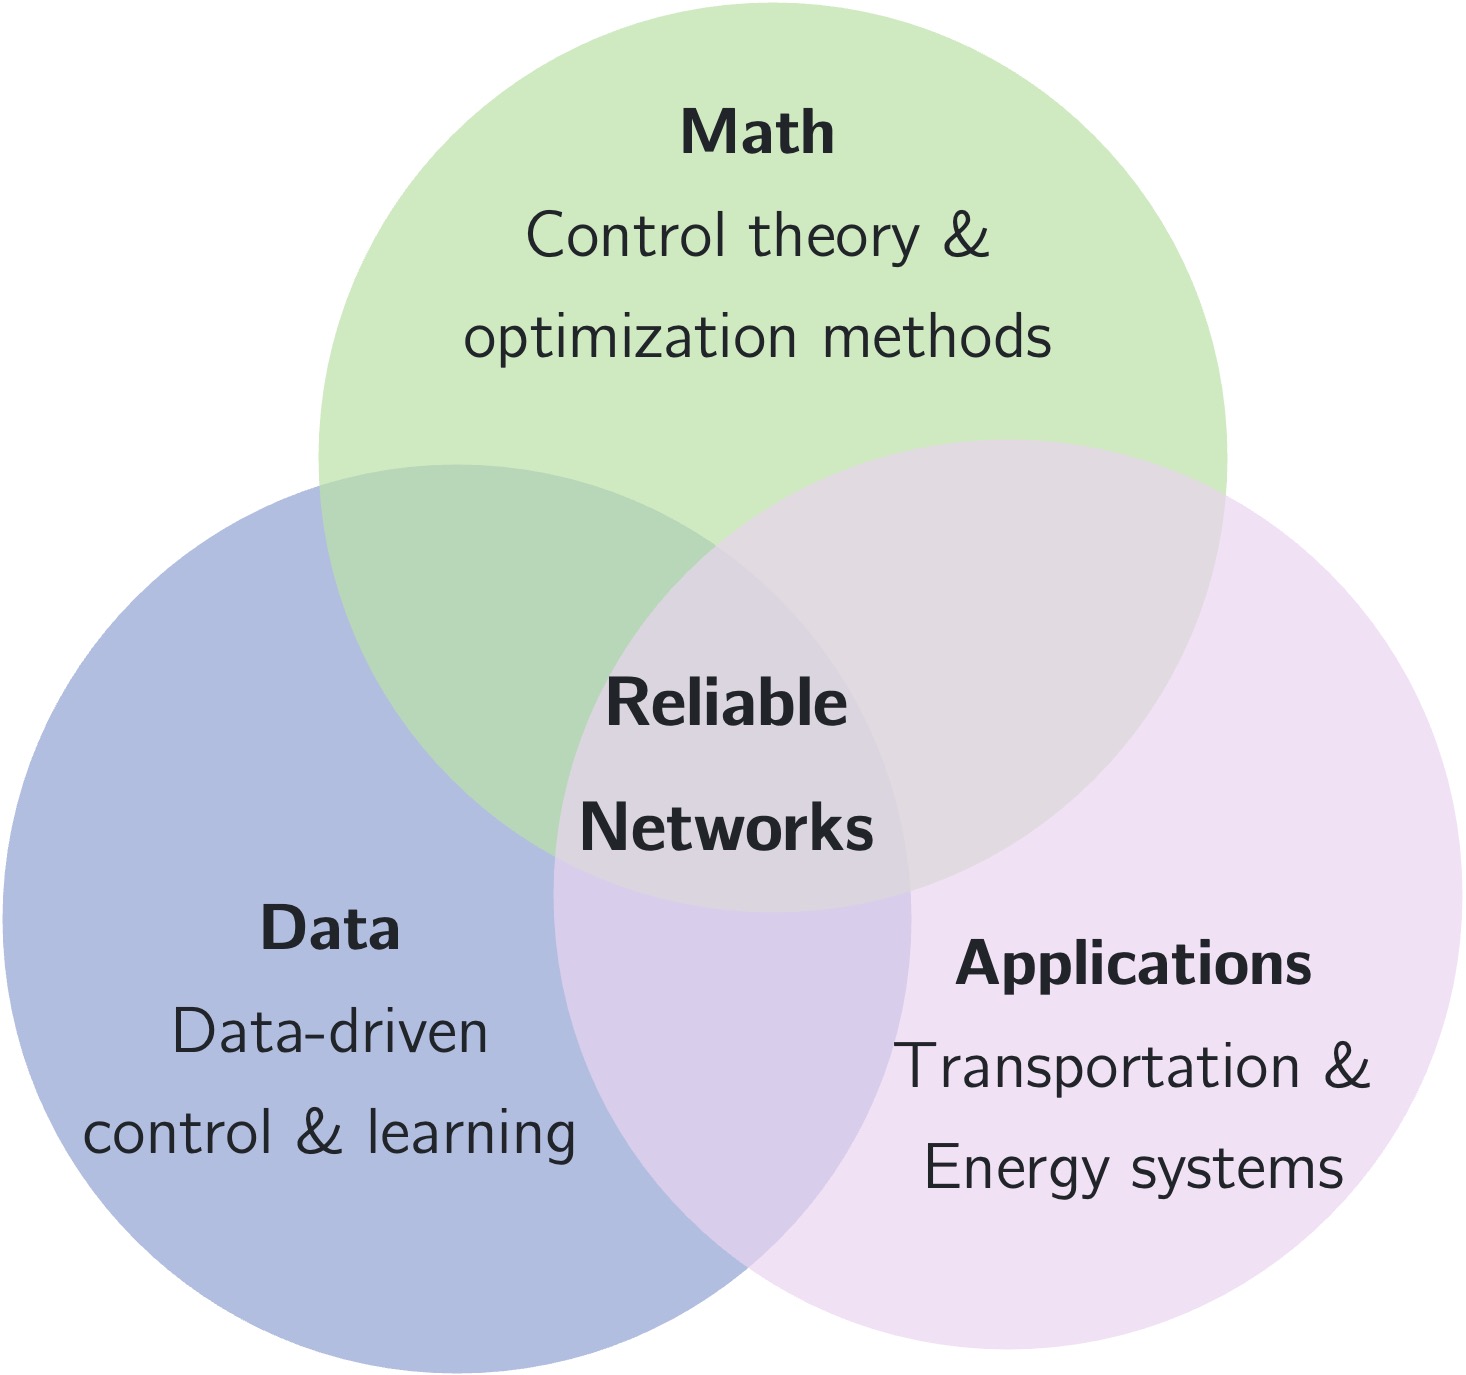 Math
Control theory &
optimization methods
Reliable
Networks
Data
Data-driven
control & learning
Applications
Transportation &
Energy systems